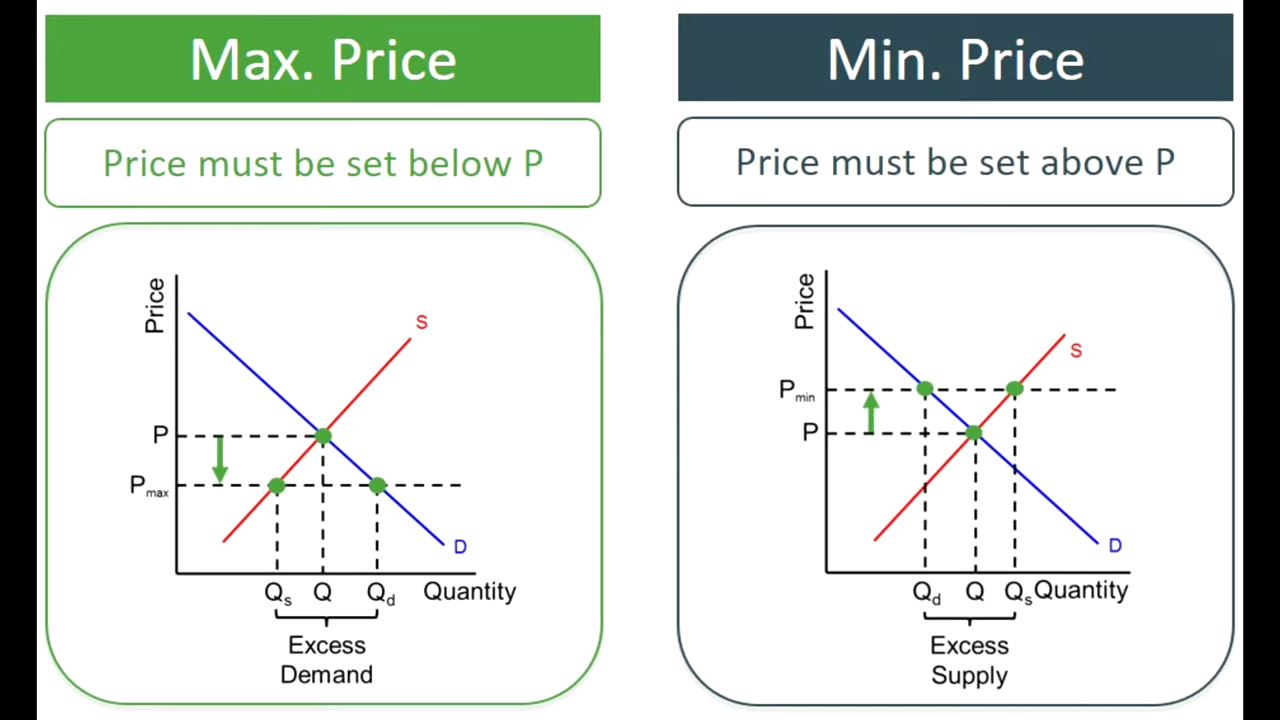 Max. Price
Price must be set below P
Price
S
P
Pmax
D
Qs Q Qd Quantity
Excess
Demand
Min. Price
Price must be set above P
Price
S
Pmin
P
D
Qd Q Qs Quantity
Excess
Supply